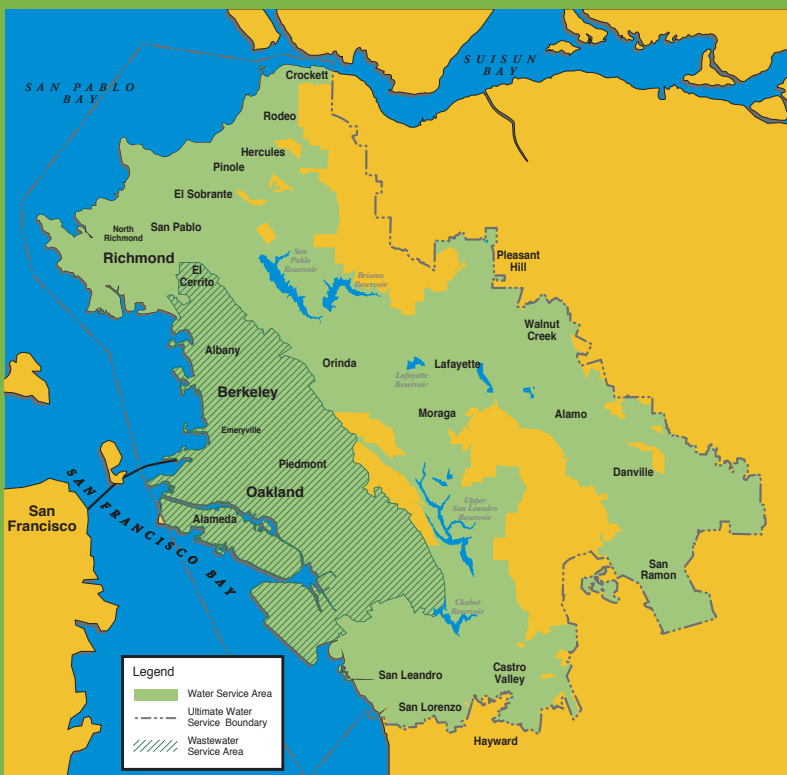 SUISUN
BAY
SAN PABLO
BAY
Crockett
Rodeo
Hercules
Pinole
El Sobrante
North
Richmond
San Pablo
Richmond
El
Cerrito
San
Pablo
Reservoir
Briones
Reservoir
Pleasant
Hill
Walnut
Creek
Albany
Orinda
Lafayette
Lafayette
Reservoir
Berkeley
Moraga
Alamo
Emeryville
Piedmont
Danville
Oakland
San
Francisco
SAN FRANCISCO BAY
Alameda
Upper
San Leandro
Reservoir
San
Ramon
Chabot
Reservoir
San Leandro
Castro
Valley
San Lorenzo
Hayward
Legend
Water Service Area
Ultimate Water
Service Boundary
Wastewater
Service Area